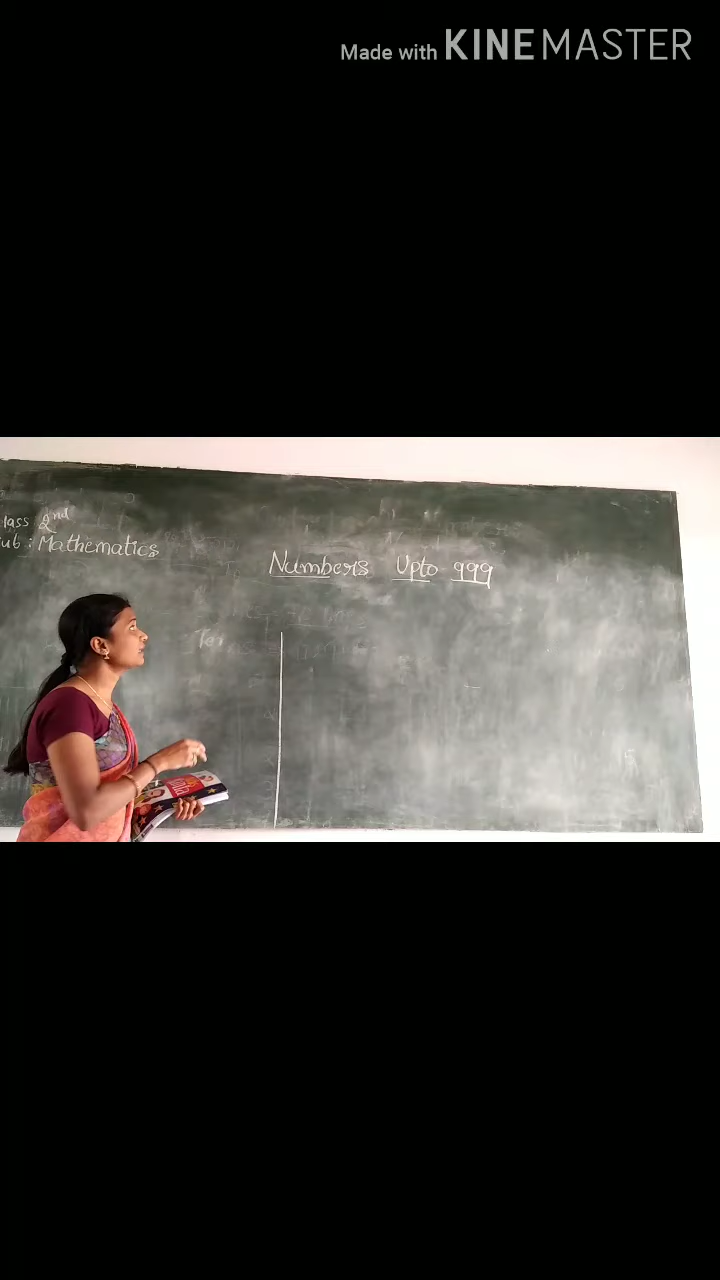 Made with KINEMASTER
lass 2nd
ub : Mathematics
Numbers Upto 999